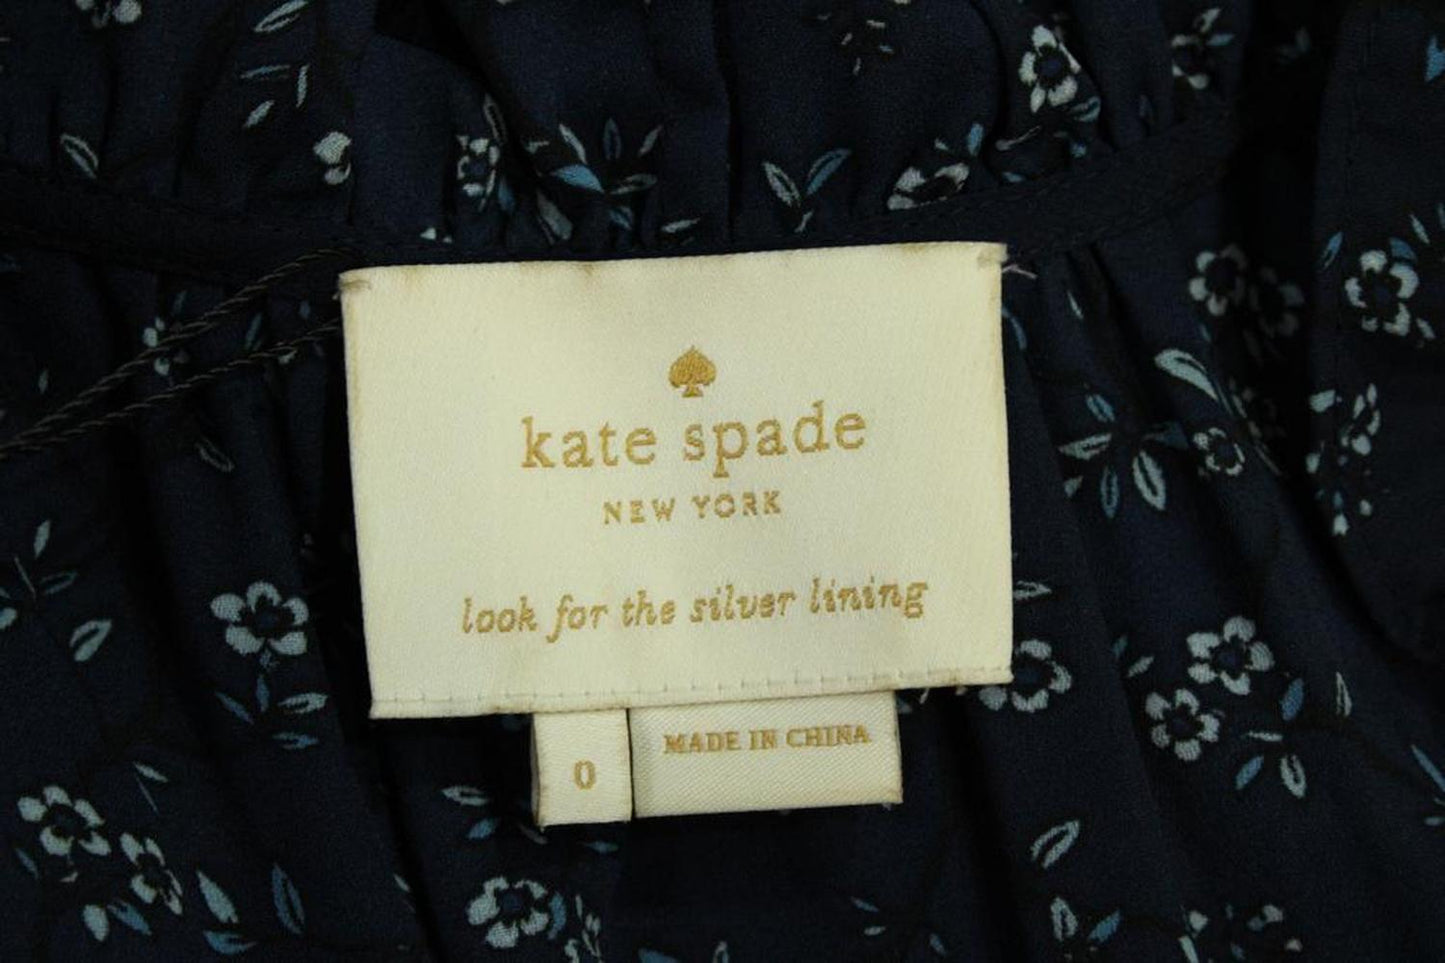 kate spade
NEW YORK
look for the silver lining
0
MADE IN CHINA